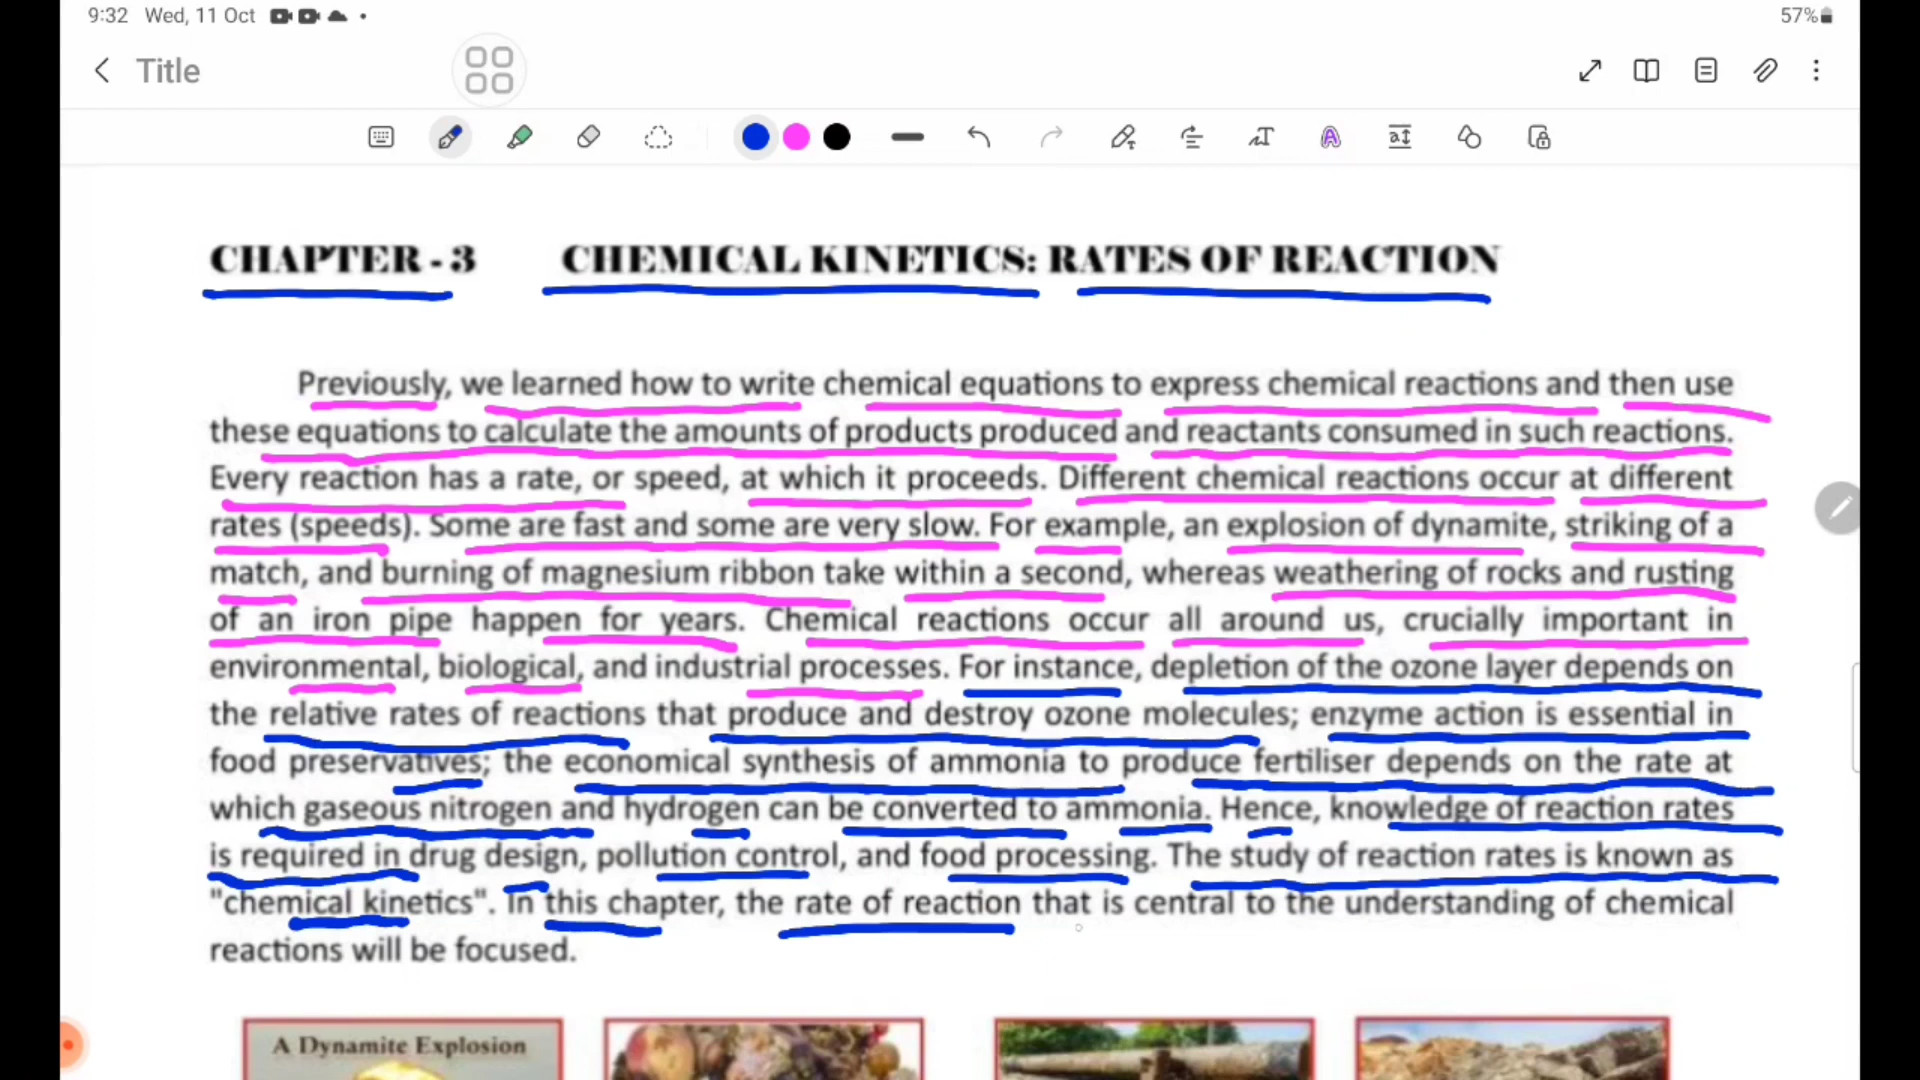 9:32 Wed, 11 Oct
57%
Title
CHAPTER - 3 CHEMICAL KINETICS: RATES OF REACTION
Previously, we learned how to write chemical equations to express chemical reactions and then use
these equations to calculate the amounts of products produced and reactants consumed in such reactions.
Every reaction has a rate, or speed, at which it proceeds. Different chemical reactions occur at different
rates (speeds). Some are fast and some are very slow. For example, an explosion of dynamite, striking of a
match, and burning of magnesium ribbon take within a second, whereas weathering of rocks and rusting
of an iron pipe happen for years. Chemical reactions occur all around us, crucially important in
environmental, biological, and industrial processes. For instance, depletion of the ozone layer depends on
the relative rates of reactions that produce and destroy ozone molecules; enzyme action is essential in
food preservatives; the economical synthesis of ammonia to produce fertiliser depends on the rate at
which gaseous nitrogen and hydrogen can be converted to ammonia. Hence, knowledge of reaction rates
is required in drug design, pollution control, and food processing. The study of reaction rates is known as
"chemical kinetics". In this chapter, the rate of reaction that is central to the understanding of chemical
reactions will be focused.
A Dynamite Explosion